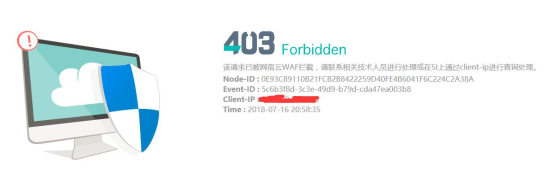 403 Forbidden
该请求已被网宿云WAF拦截，请联系相关技术人员进行处理或在SI上通过client-ip进行查询处理。
Node-ID : 0E93C89110B21FCB2B8422259D40FE4B6041F6C224C2A38A
Event-ID : 5c6b3f8d-3c3e-49d9-b79d-cda47ea003b8
Client-IP :
Time : 2018-07-16 20:58:35